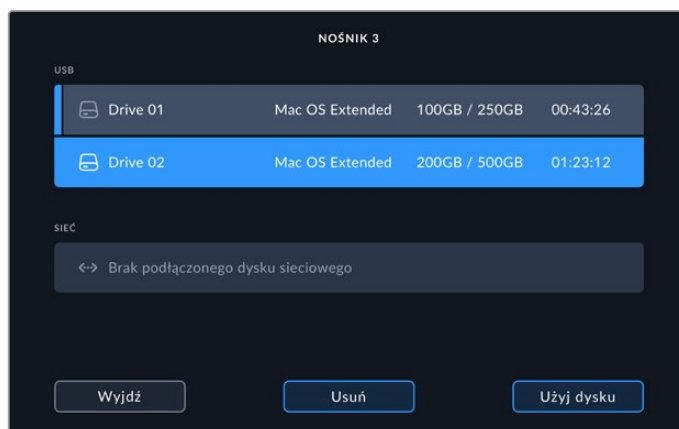 NOŚNIK 3
USB
Drive 01 Mac OS Extended 100GB / 250GB 00:43:26
Drive 02 Mac OS Extended 200GB / 500GB 01:23:12
SIEĆ
Brak podłączonego dysku sieciowego
Wyjdź Usuń Użyj dysku